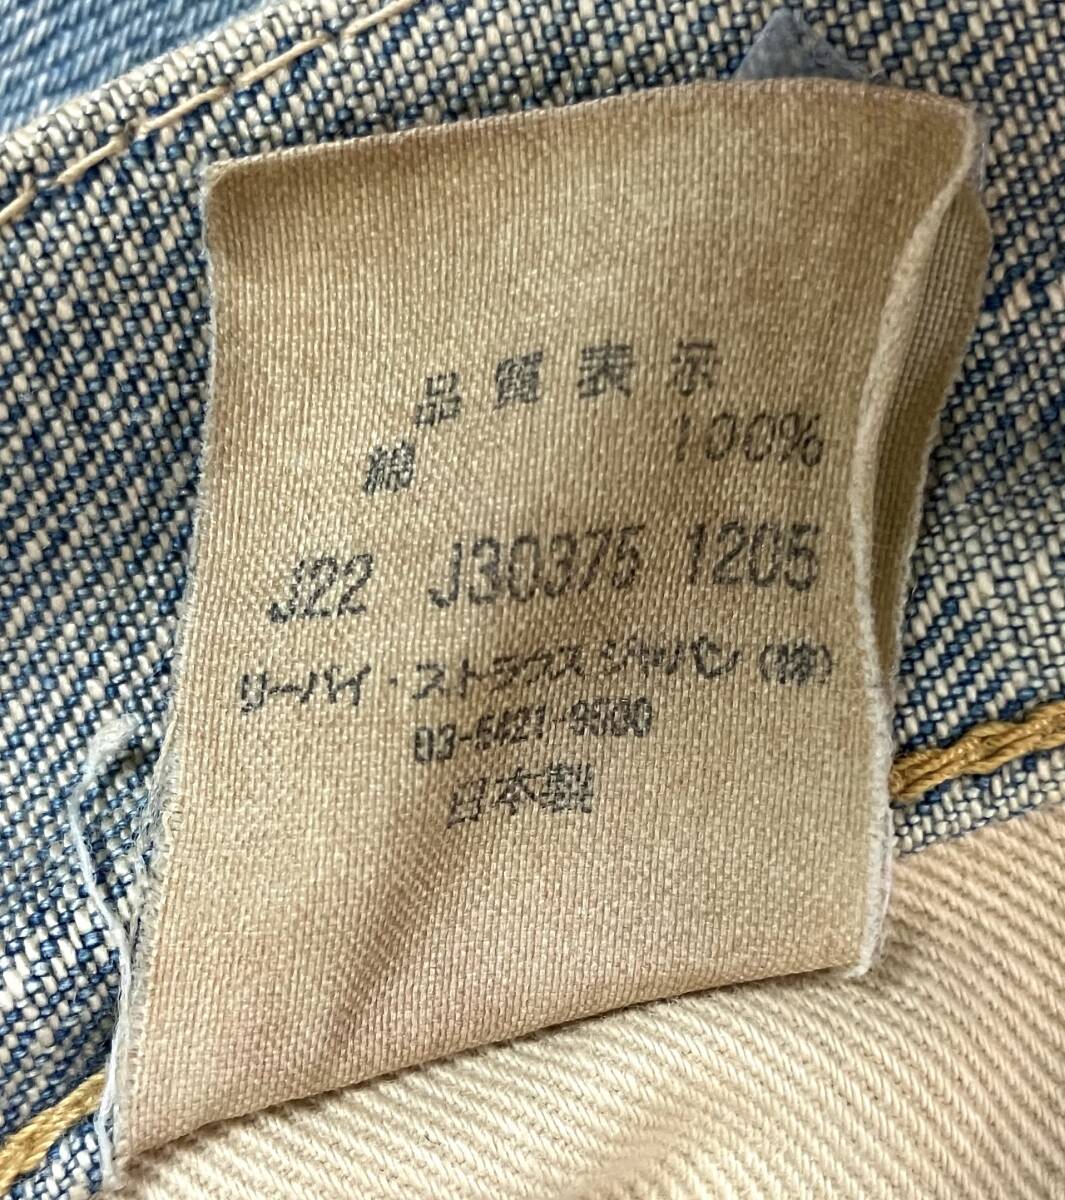 品質表示
綿 100%
J22 J30375 1205
リーバイ・ストラウスジャパン(株)
03-5421-9500
日本製